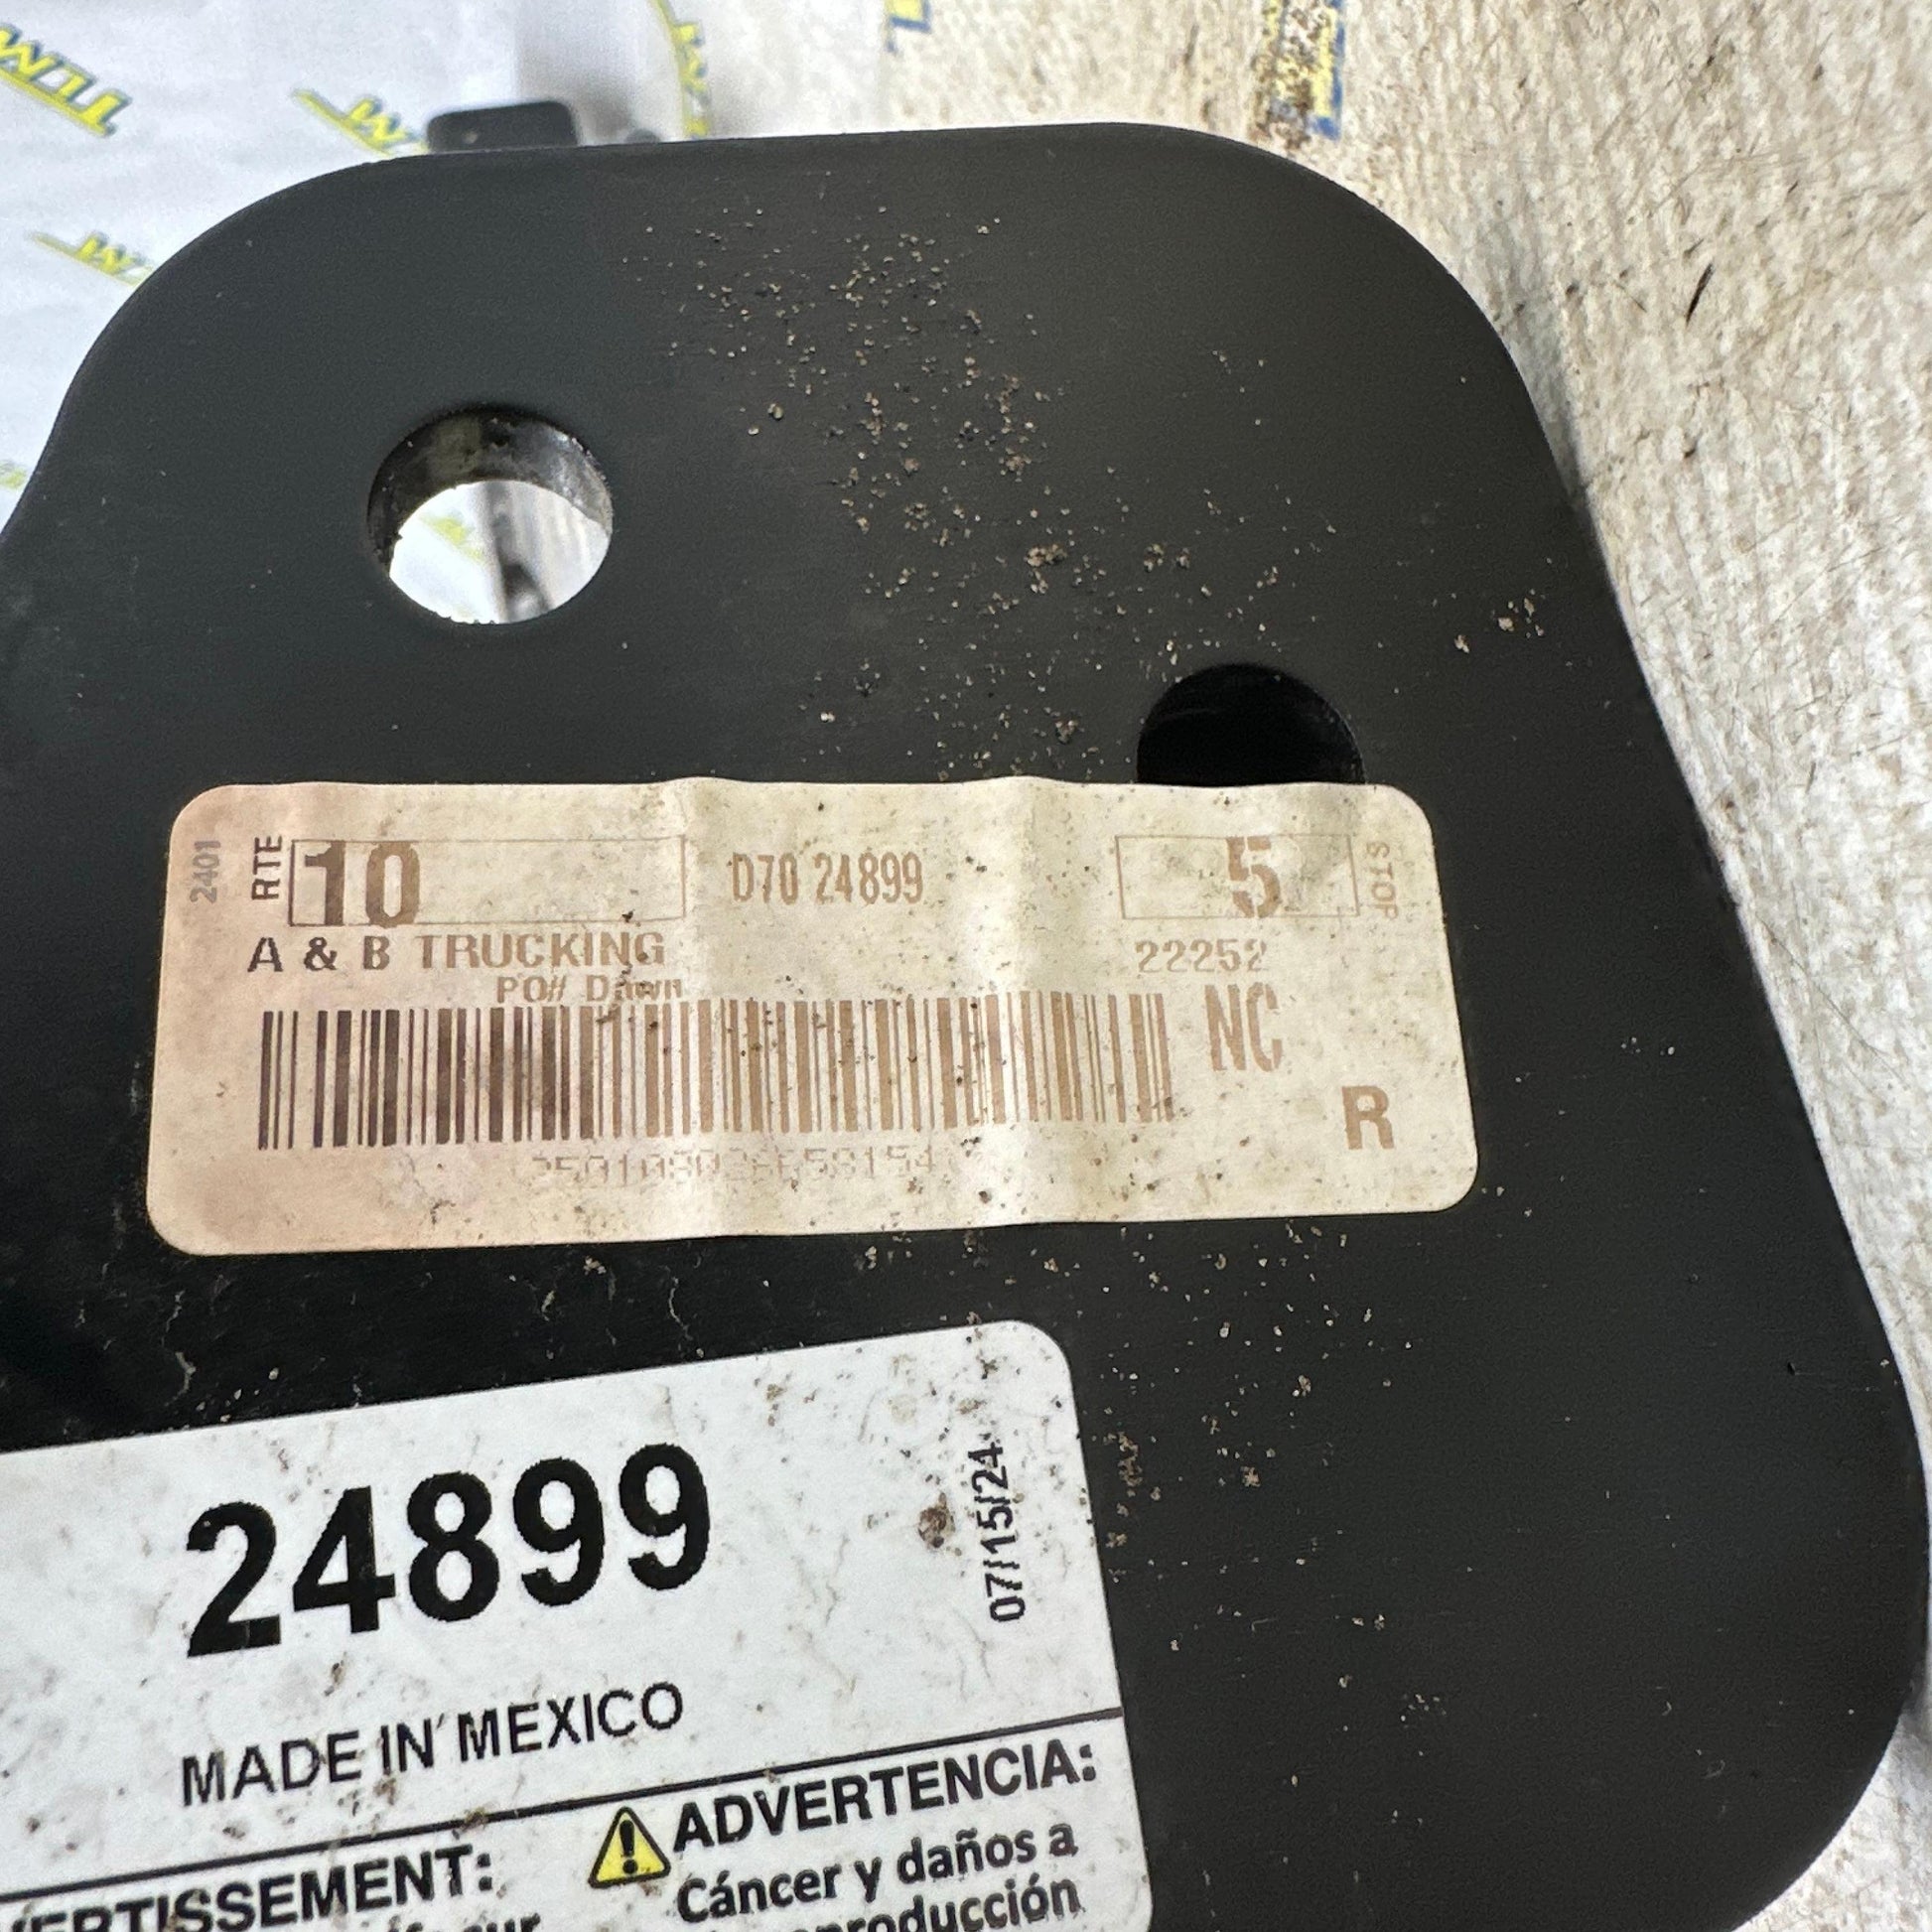 2401
RTE 10 D70 24899 5 STOP
A & B TRUCKING 22252
PO# Dawn
NC
R
24899
07/15/24
MADE IN MEXICO
ADVERTENCIA:
Cáncer y daños a